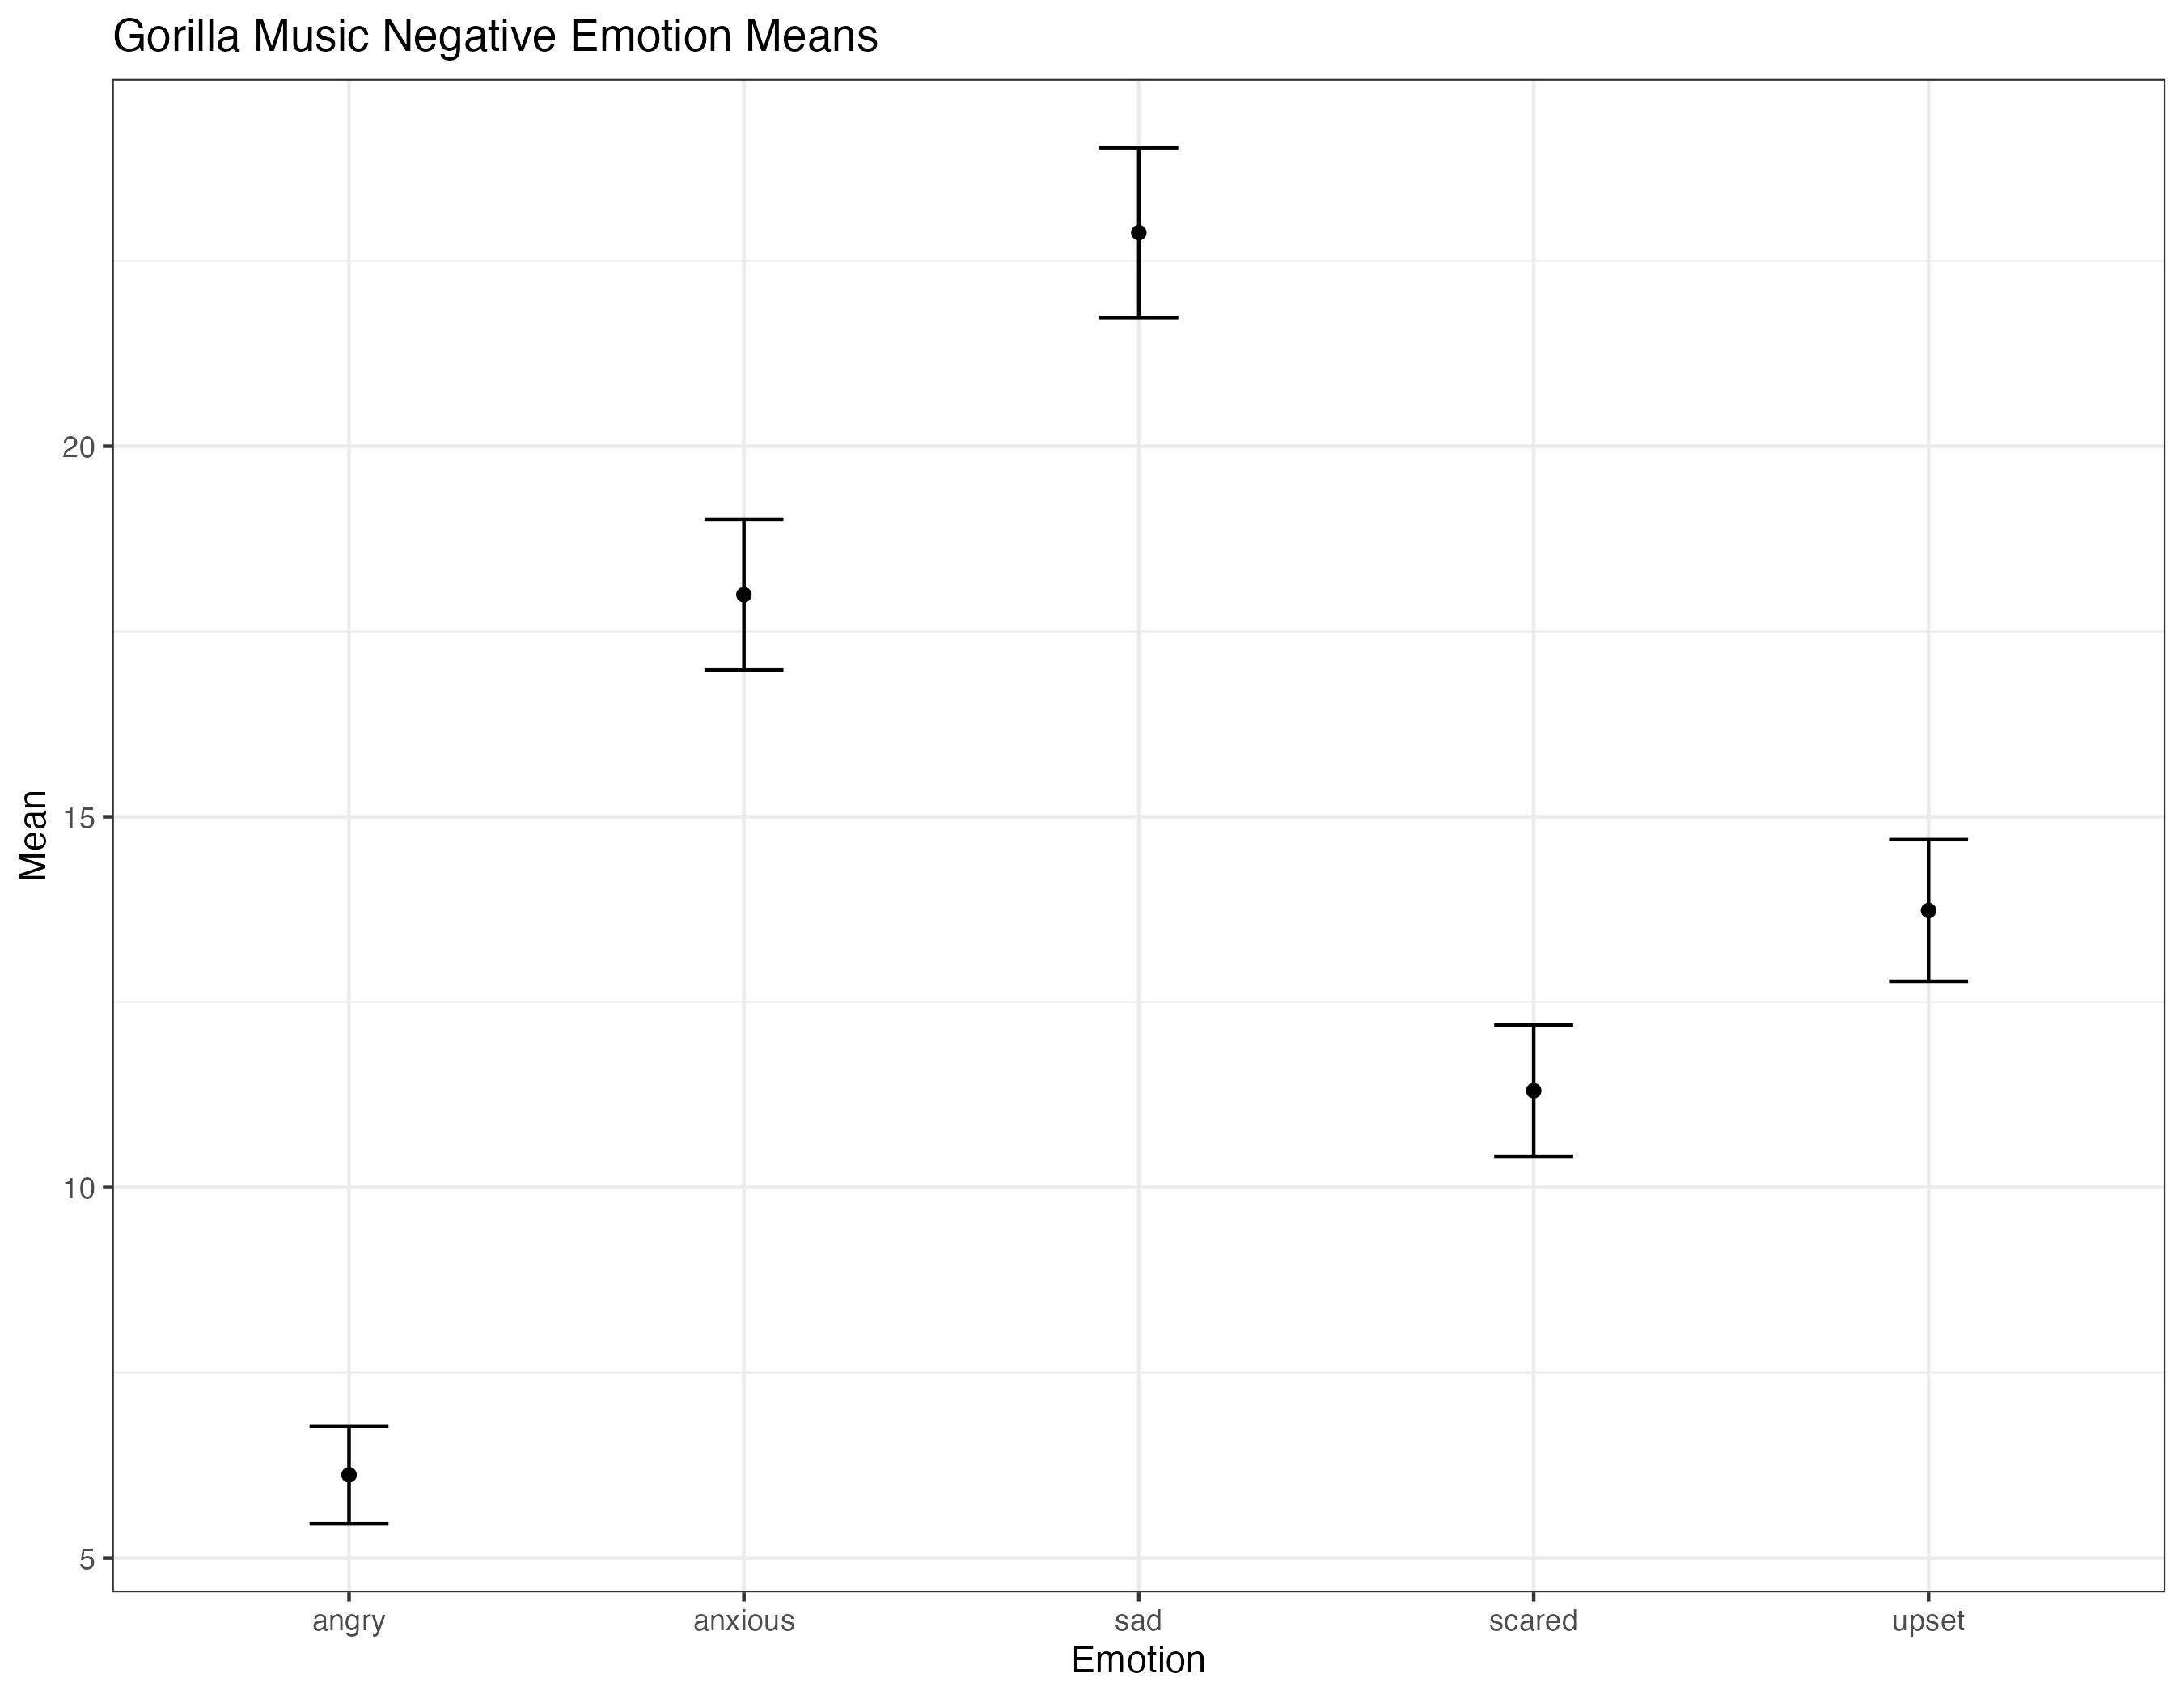 Gorilla Music Negative Emotion Means
Mean
20
15
10
5
angry anxious sad scared upset
Emotion